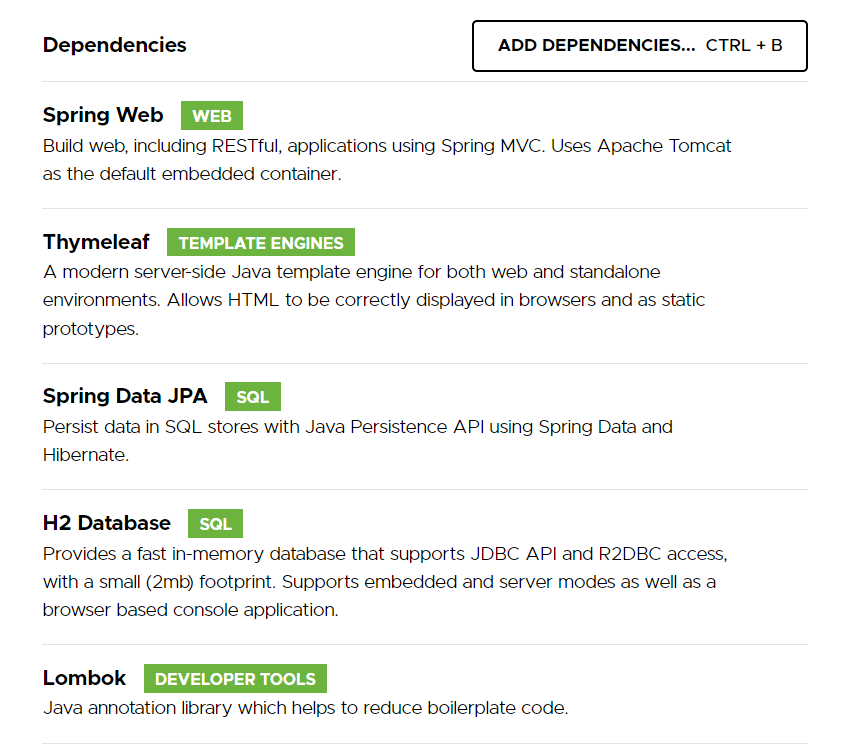 Dependencies
ADD DEPENDENCIES... CTRL + B
Spring Web WEB
Build web, including RESTful, applications using Spring MVC. Uses Apache Tomcat
as the default embedded container.
Thymeleaf TEMPLATE ENGINES
A modern server-side Java template engine for both web and standalone
environments. Allows HTML to be correctly displayed in browsers and as static
prototypes.
Spring Data JPA SQL
Persist data in SQL stores with Java Persistence API using Spring Data and
Hibernate.
H2 Database SQL
Provides a fast in-memory database that supports JDBC API and R2DBC access,
with a small (2mb) footprint. Supports embedded and server modes as well as a
browser based console application.
Lombok DEVELOPER TOOLS
Java annotation library which helps to reduce boilerplate code.